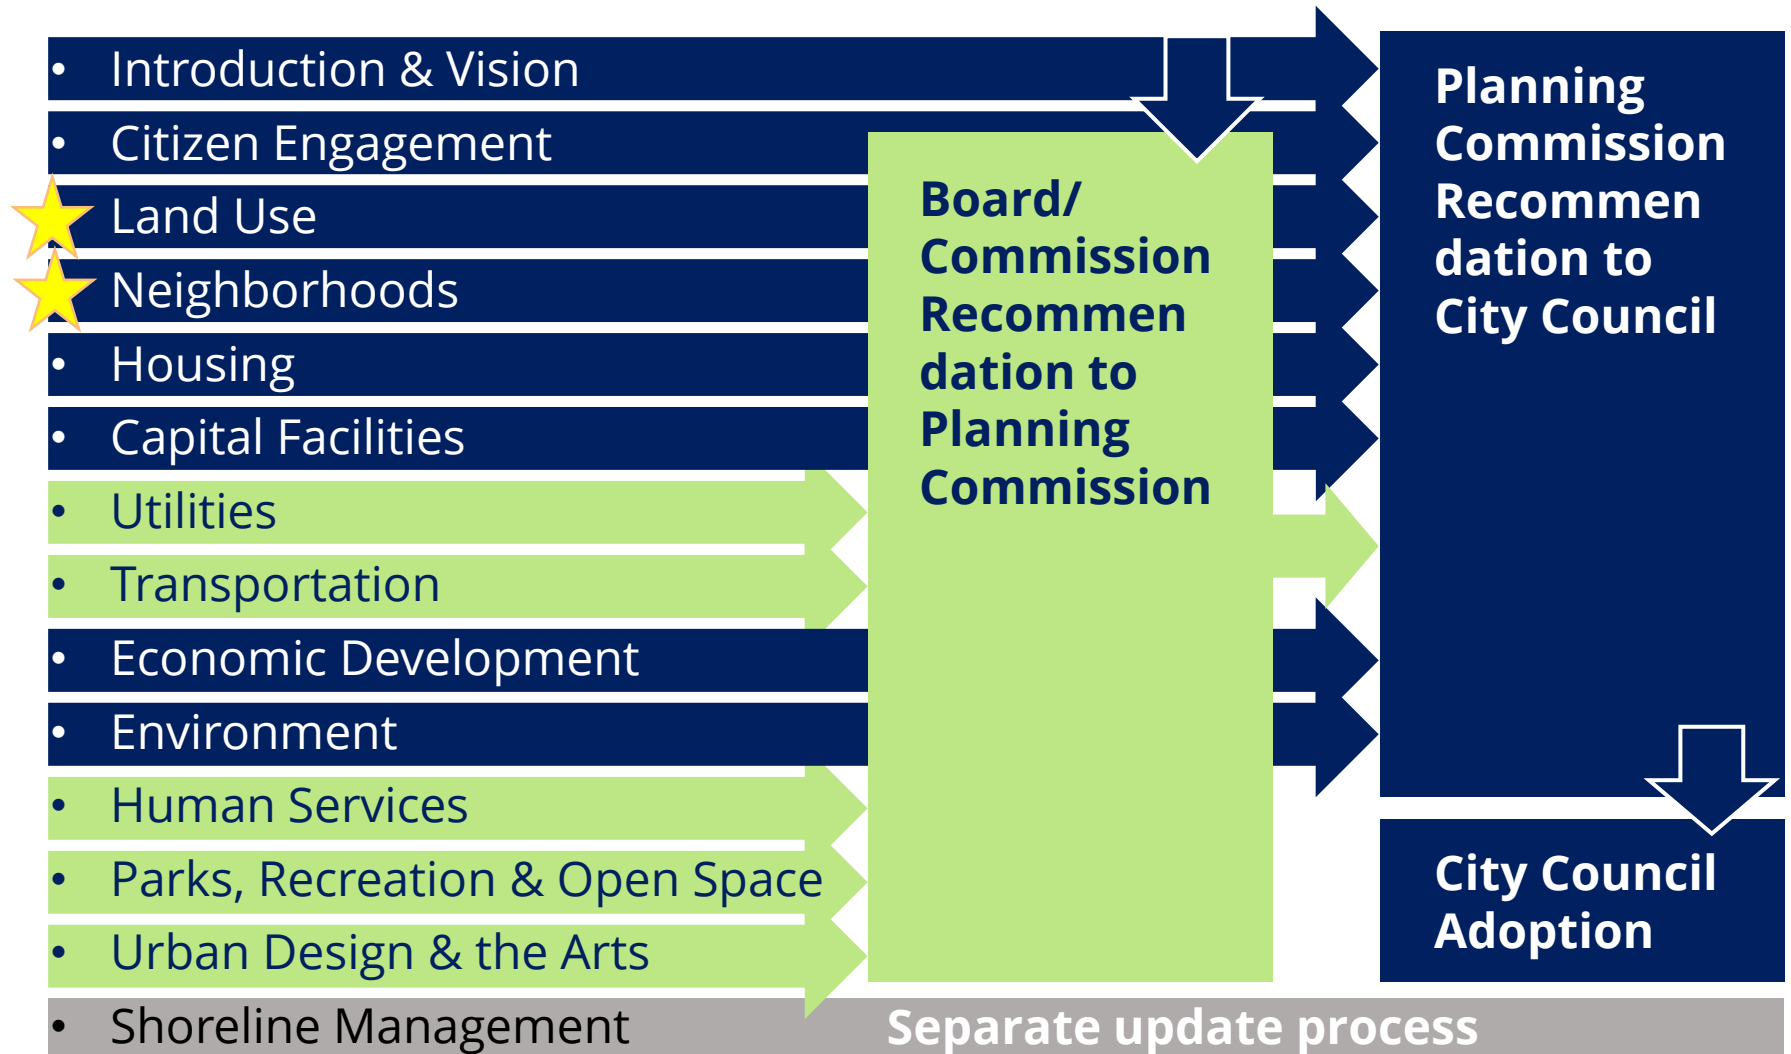 • Introduction & Vision
• Citizen Engagement
• Land Use
• Neighborhoods
• Housing
• Capital Facilities
• Utilities
• Transportation
• Economic Development
• Environment
• Human Services
• Parks, Recreation & Open Space
• Urban Design & the Arts
• Shoreline Management
Board/
Commission
Recommen
dation to
Planning
Commission
Planning
Commission
Recommen
dation to
City Council
City Council
Adoption
Separate update process